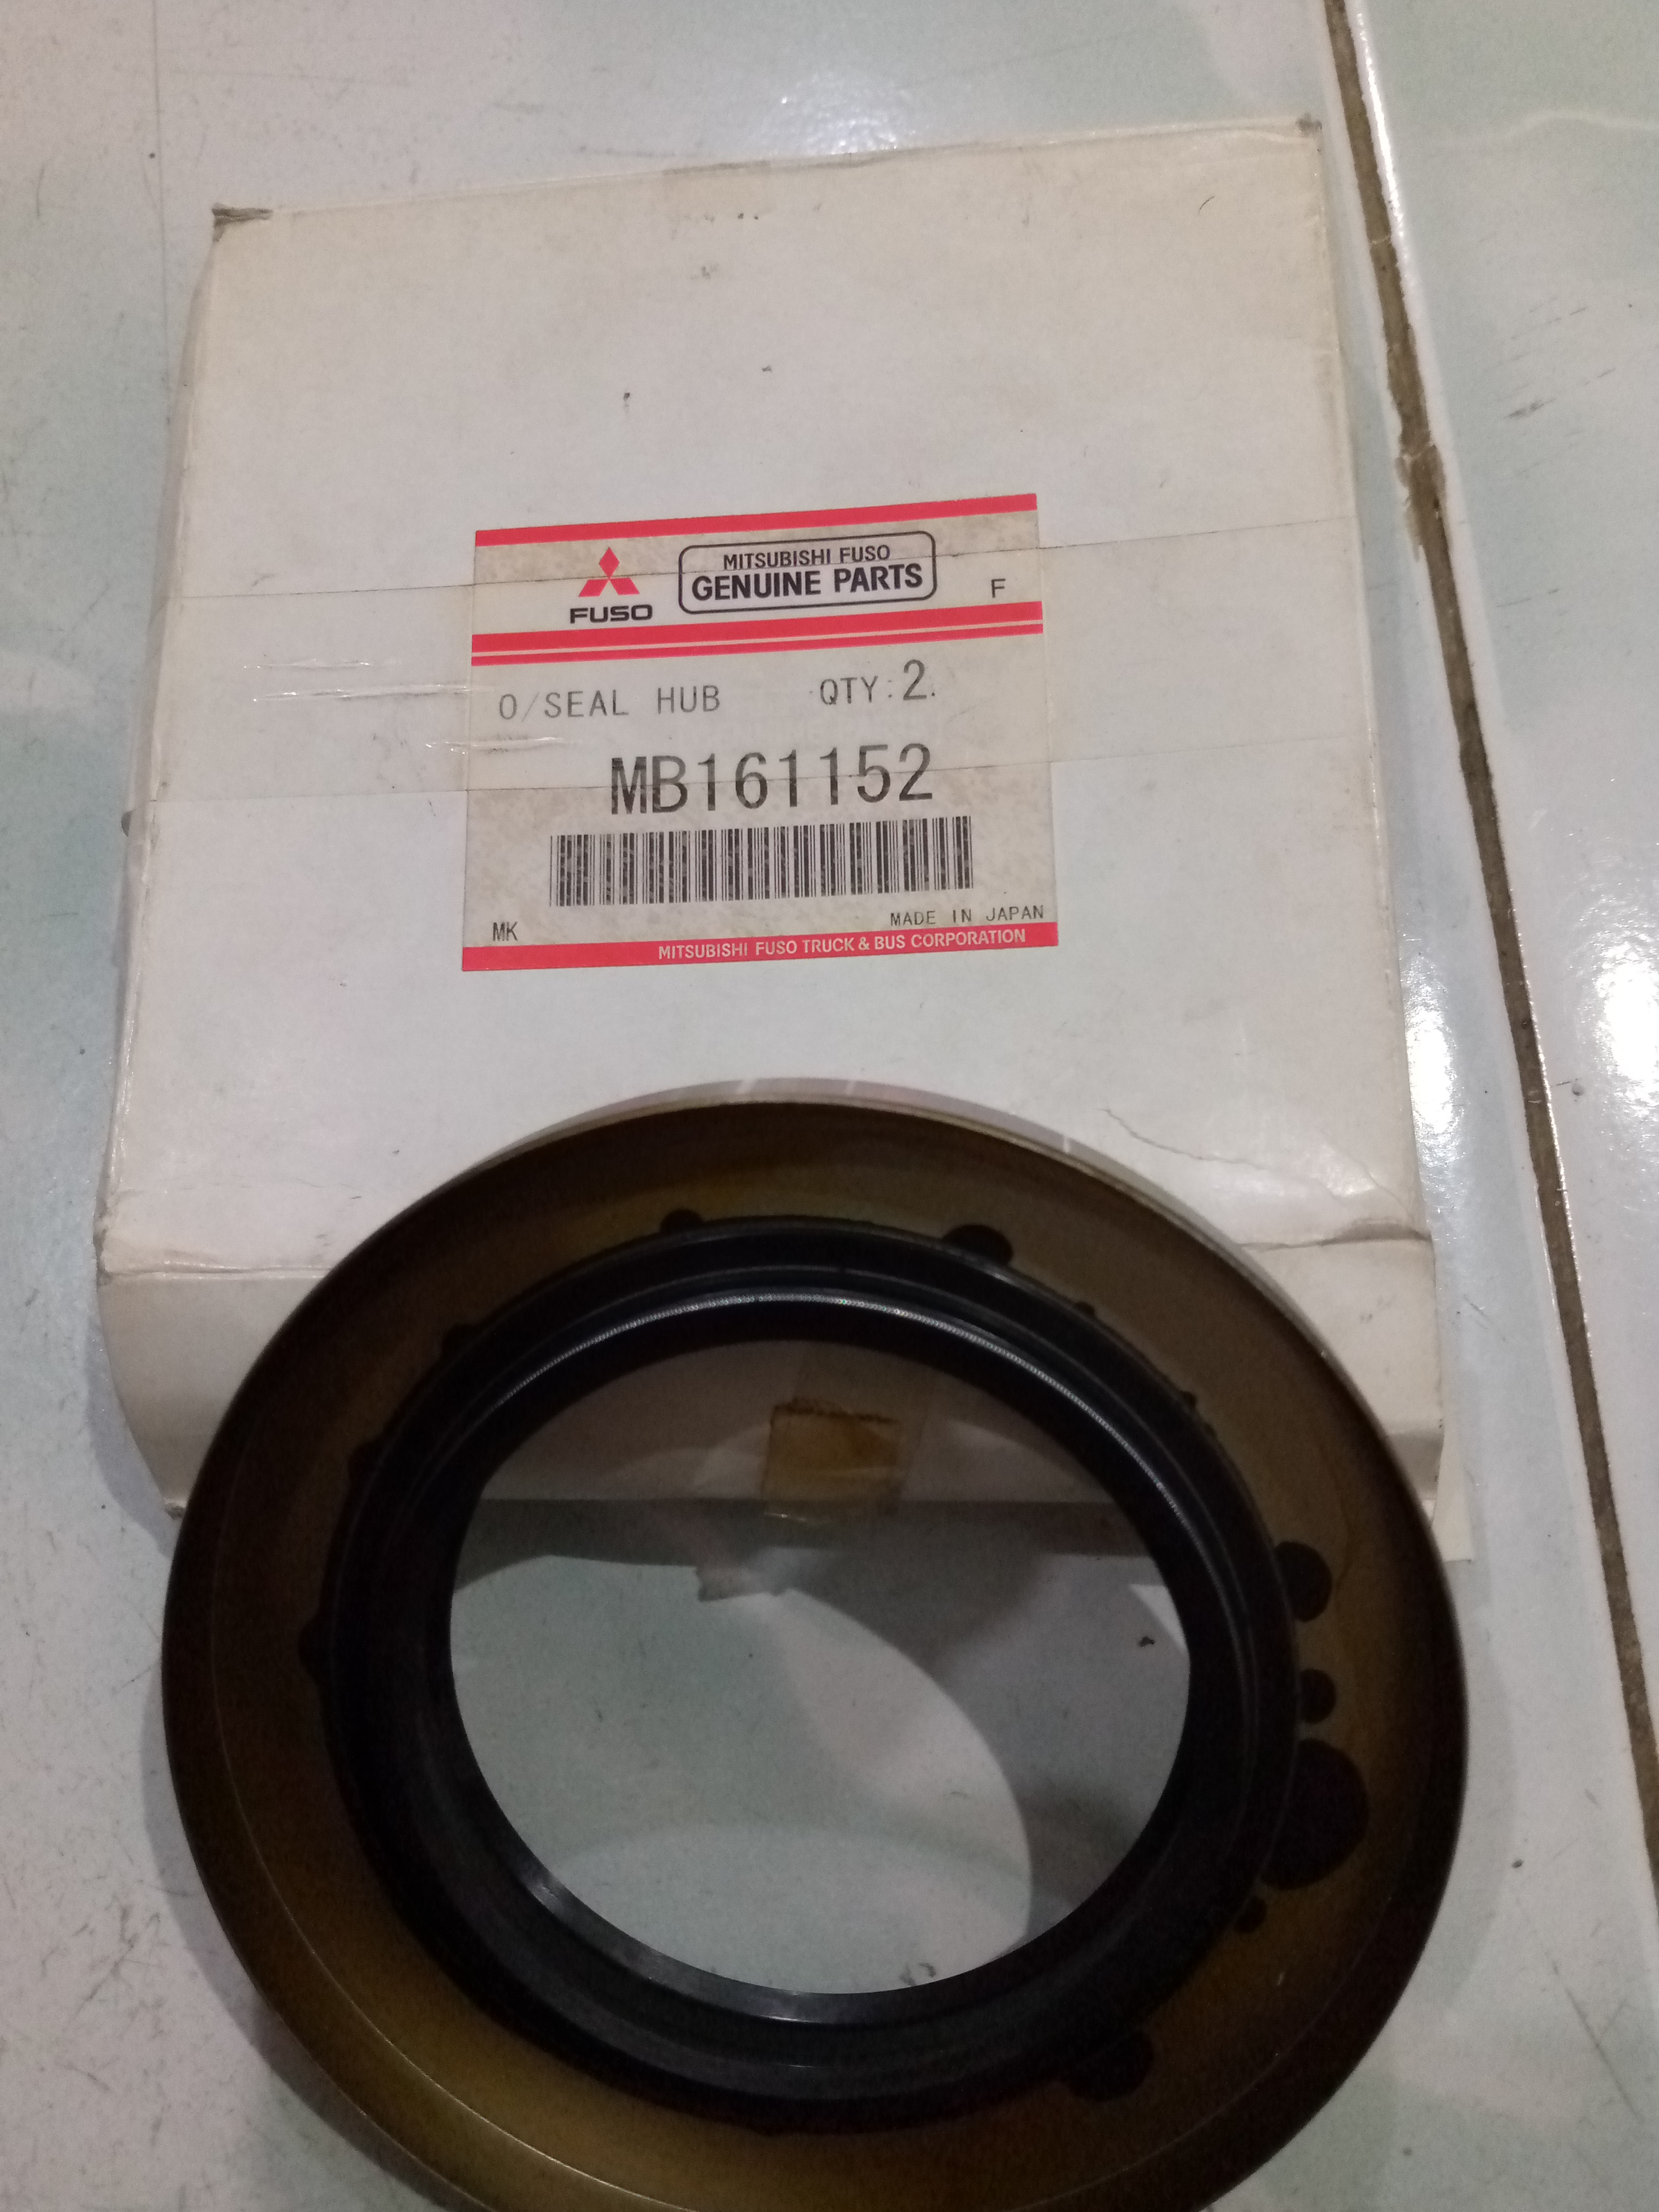 MITSUBISHI FUSO
FUSO GENUINE PARTS F
O/SEAL HUB QTY:2.
MB161152
MK MADE IN JAPAN
MITSUBISHI FUSO TRUCK & BUS CORPORATION